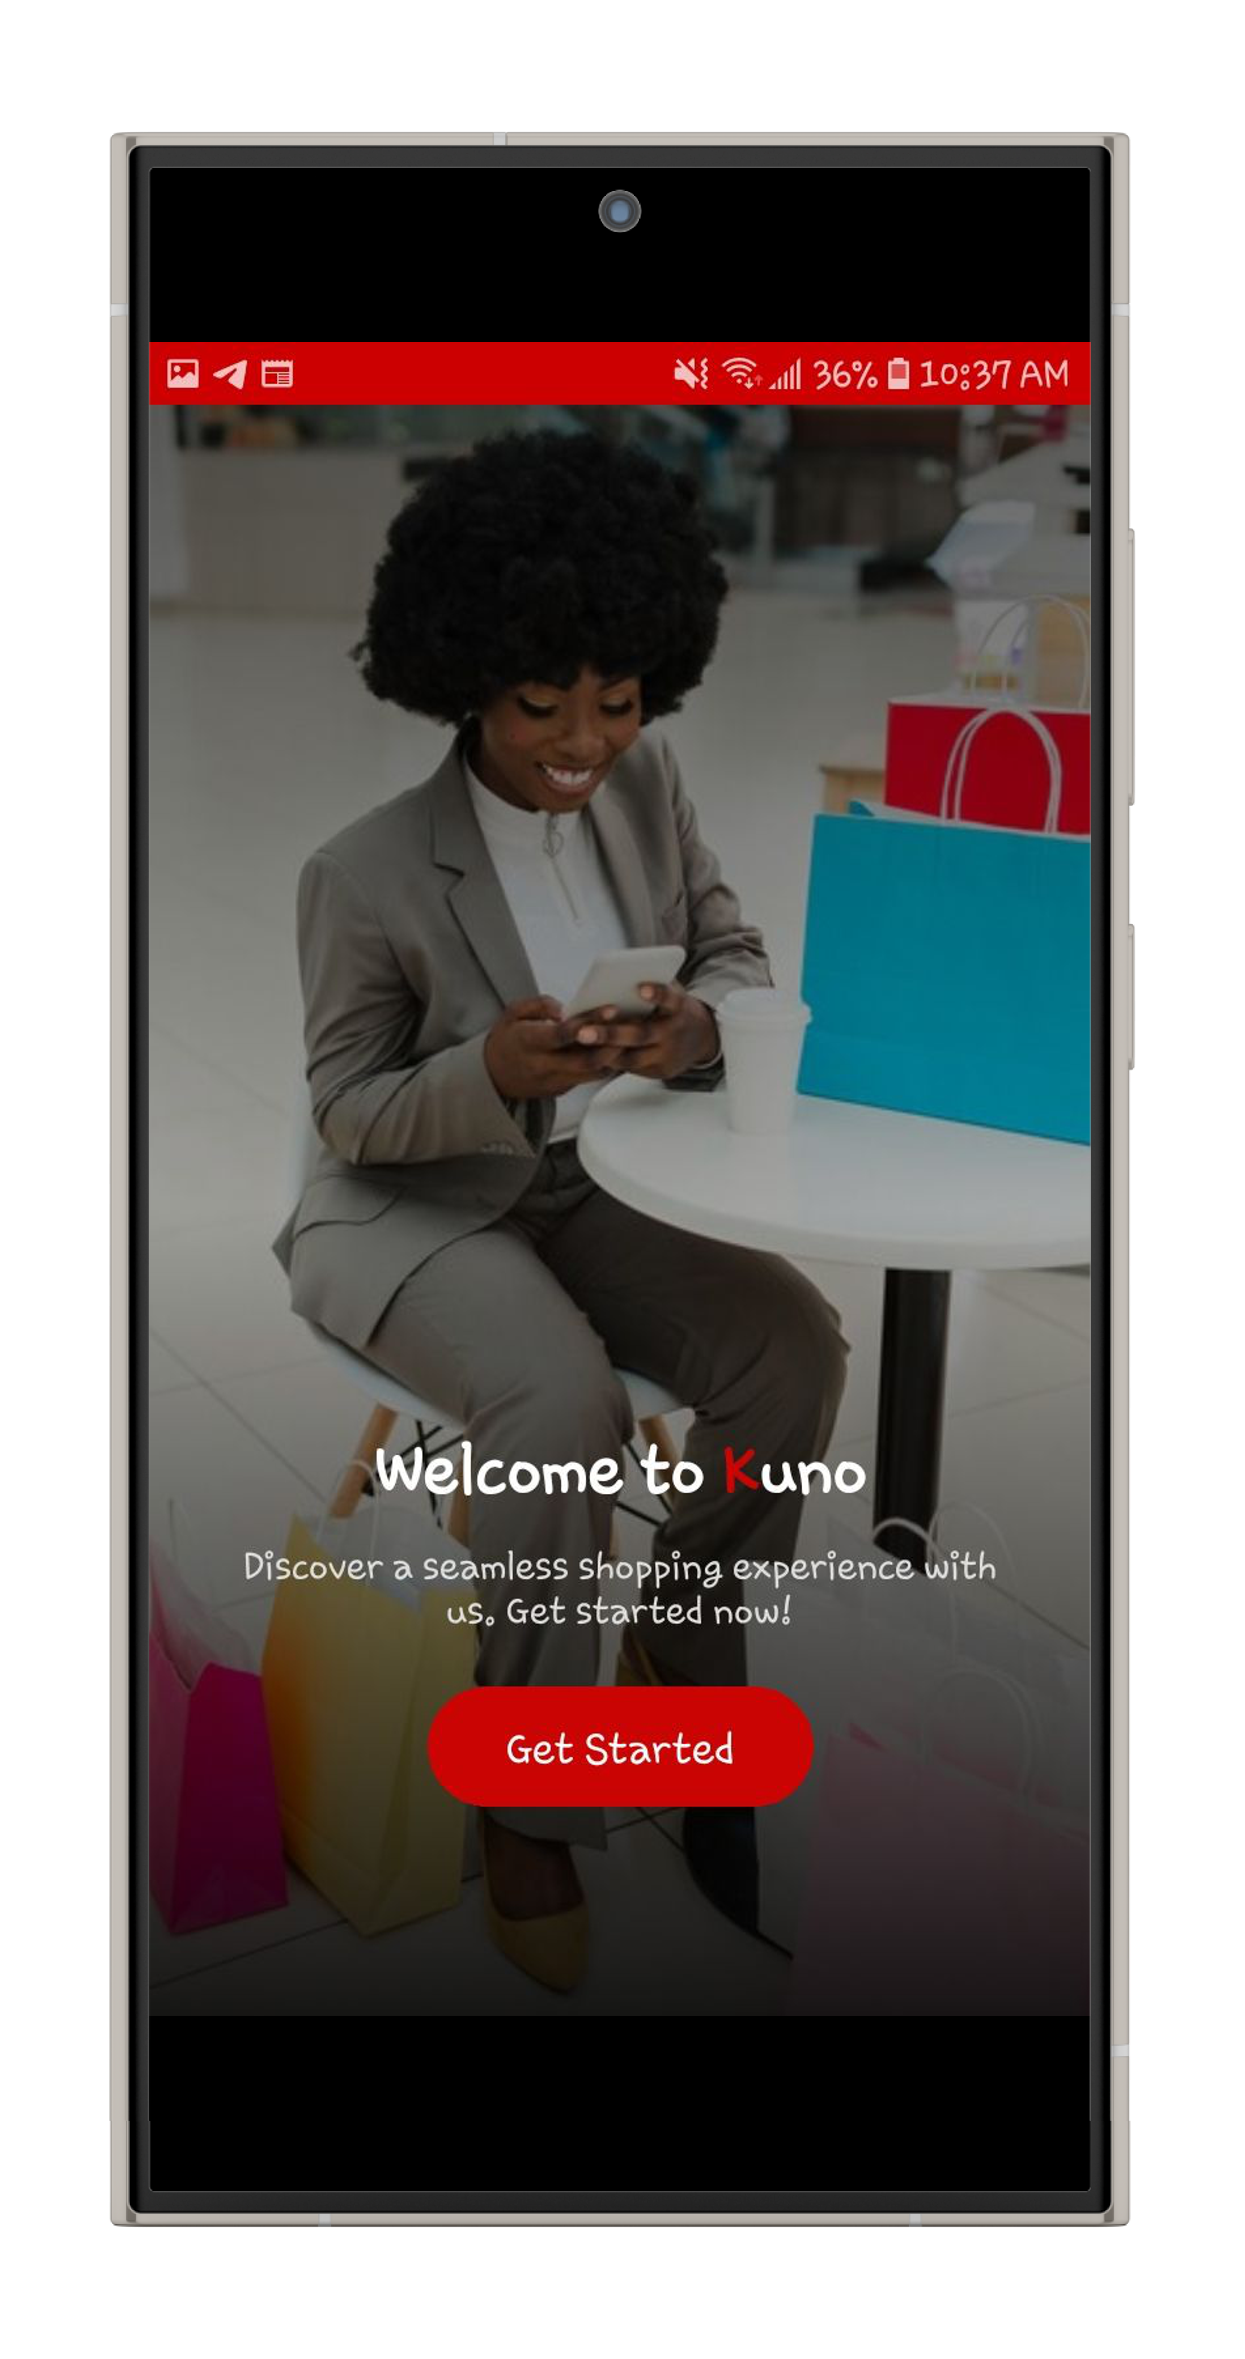 36% 10:37 AM
Welcome to Kuno
Discover a seamless shopping experience with
us. Get started now!
Get Started